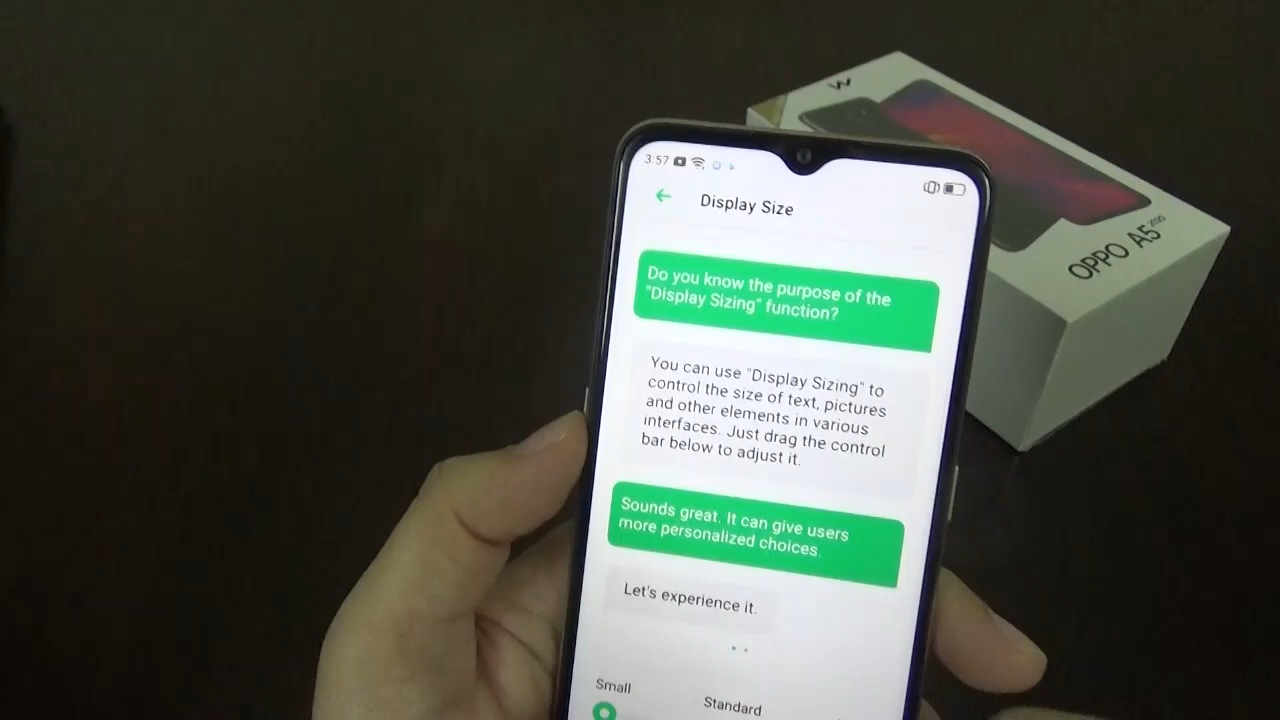 3:57
Display Size
Do you know the purpose of the
"Display Sizing" function?
You can use "Display Sizing" to
control the size of text, pictures
and other elements in various
interfaces. Just drag the control
bar below to adjust it.
Sounds great. It can give users
more personalized choices.
Let's experience it.
Small
Standard
OPPO A5 2020